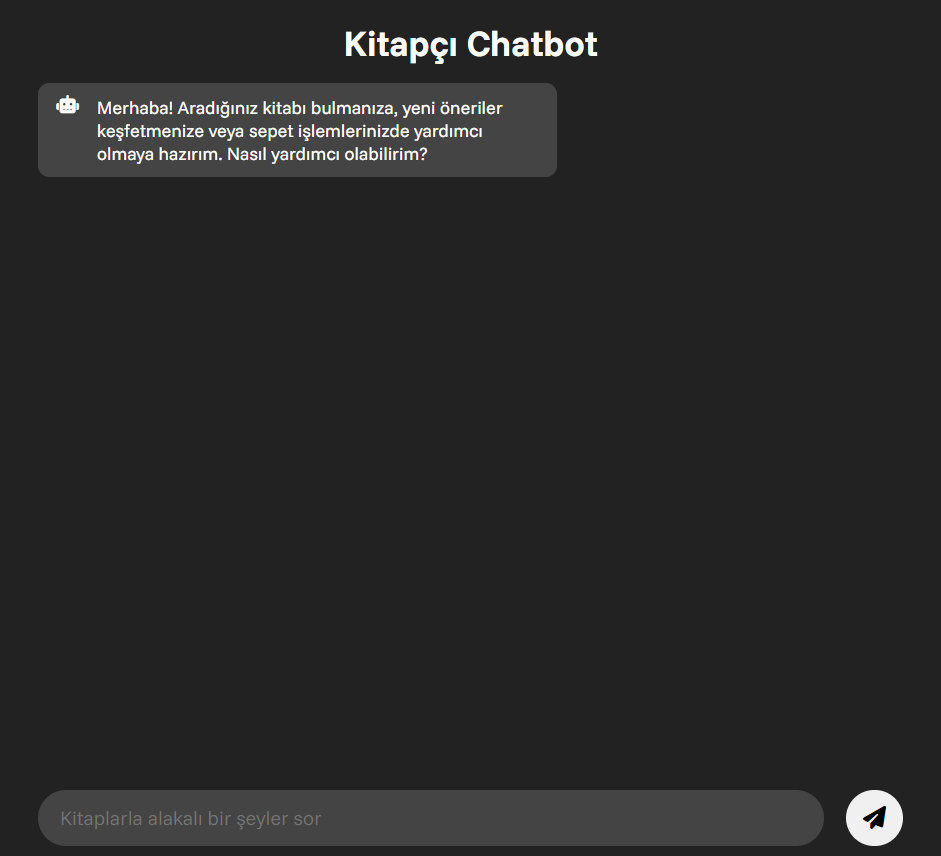 Kitapçı Chatbot
Merhaba! Aradığınız kitabı bulmanıza, yeni öneriler
keşfetmenize veya sepet işlemlerinizde yardımcı
olmaya hazırım. Nasıl yardımcı olabilirim?
Kitaplarla alakalı bir şeyler sor